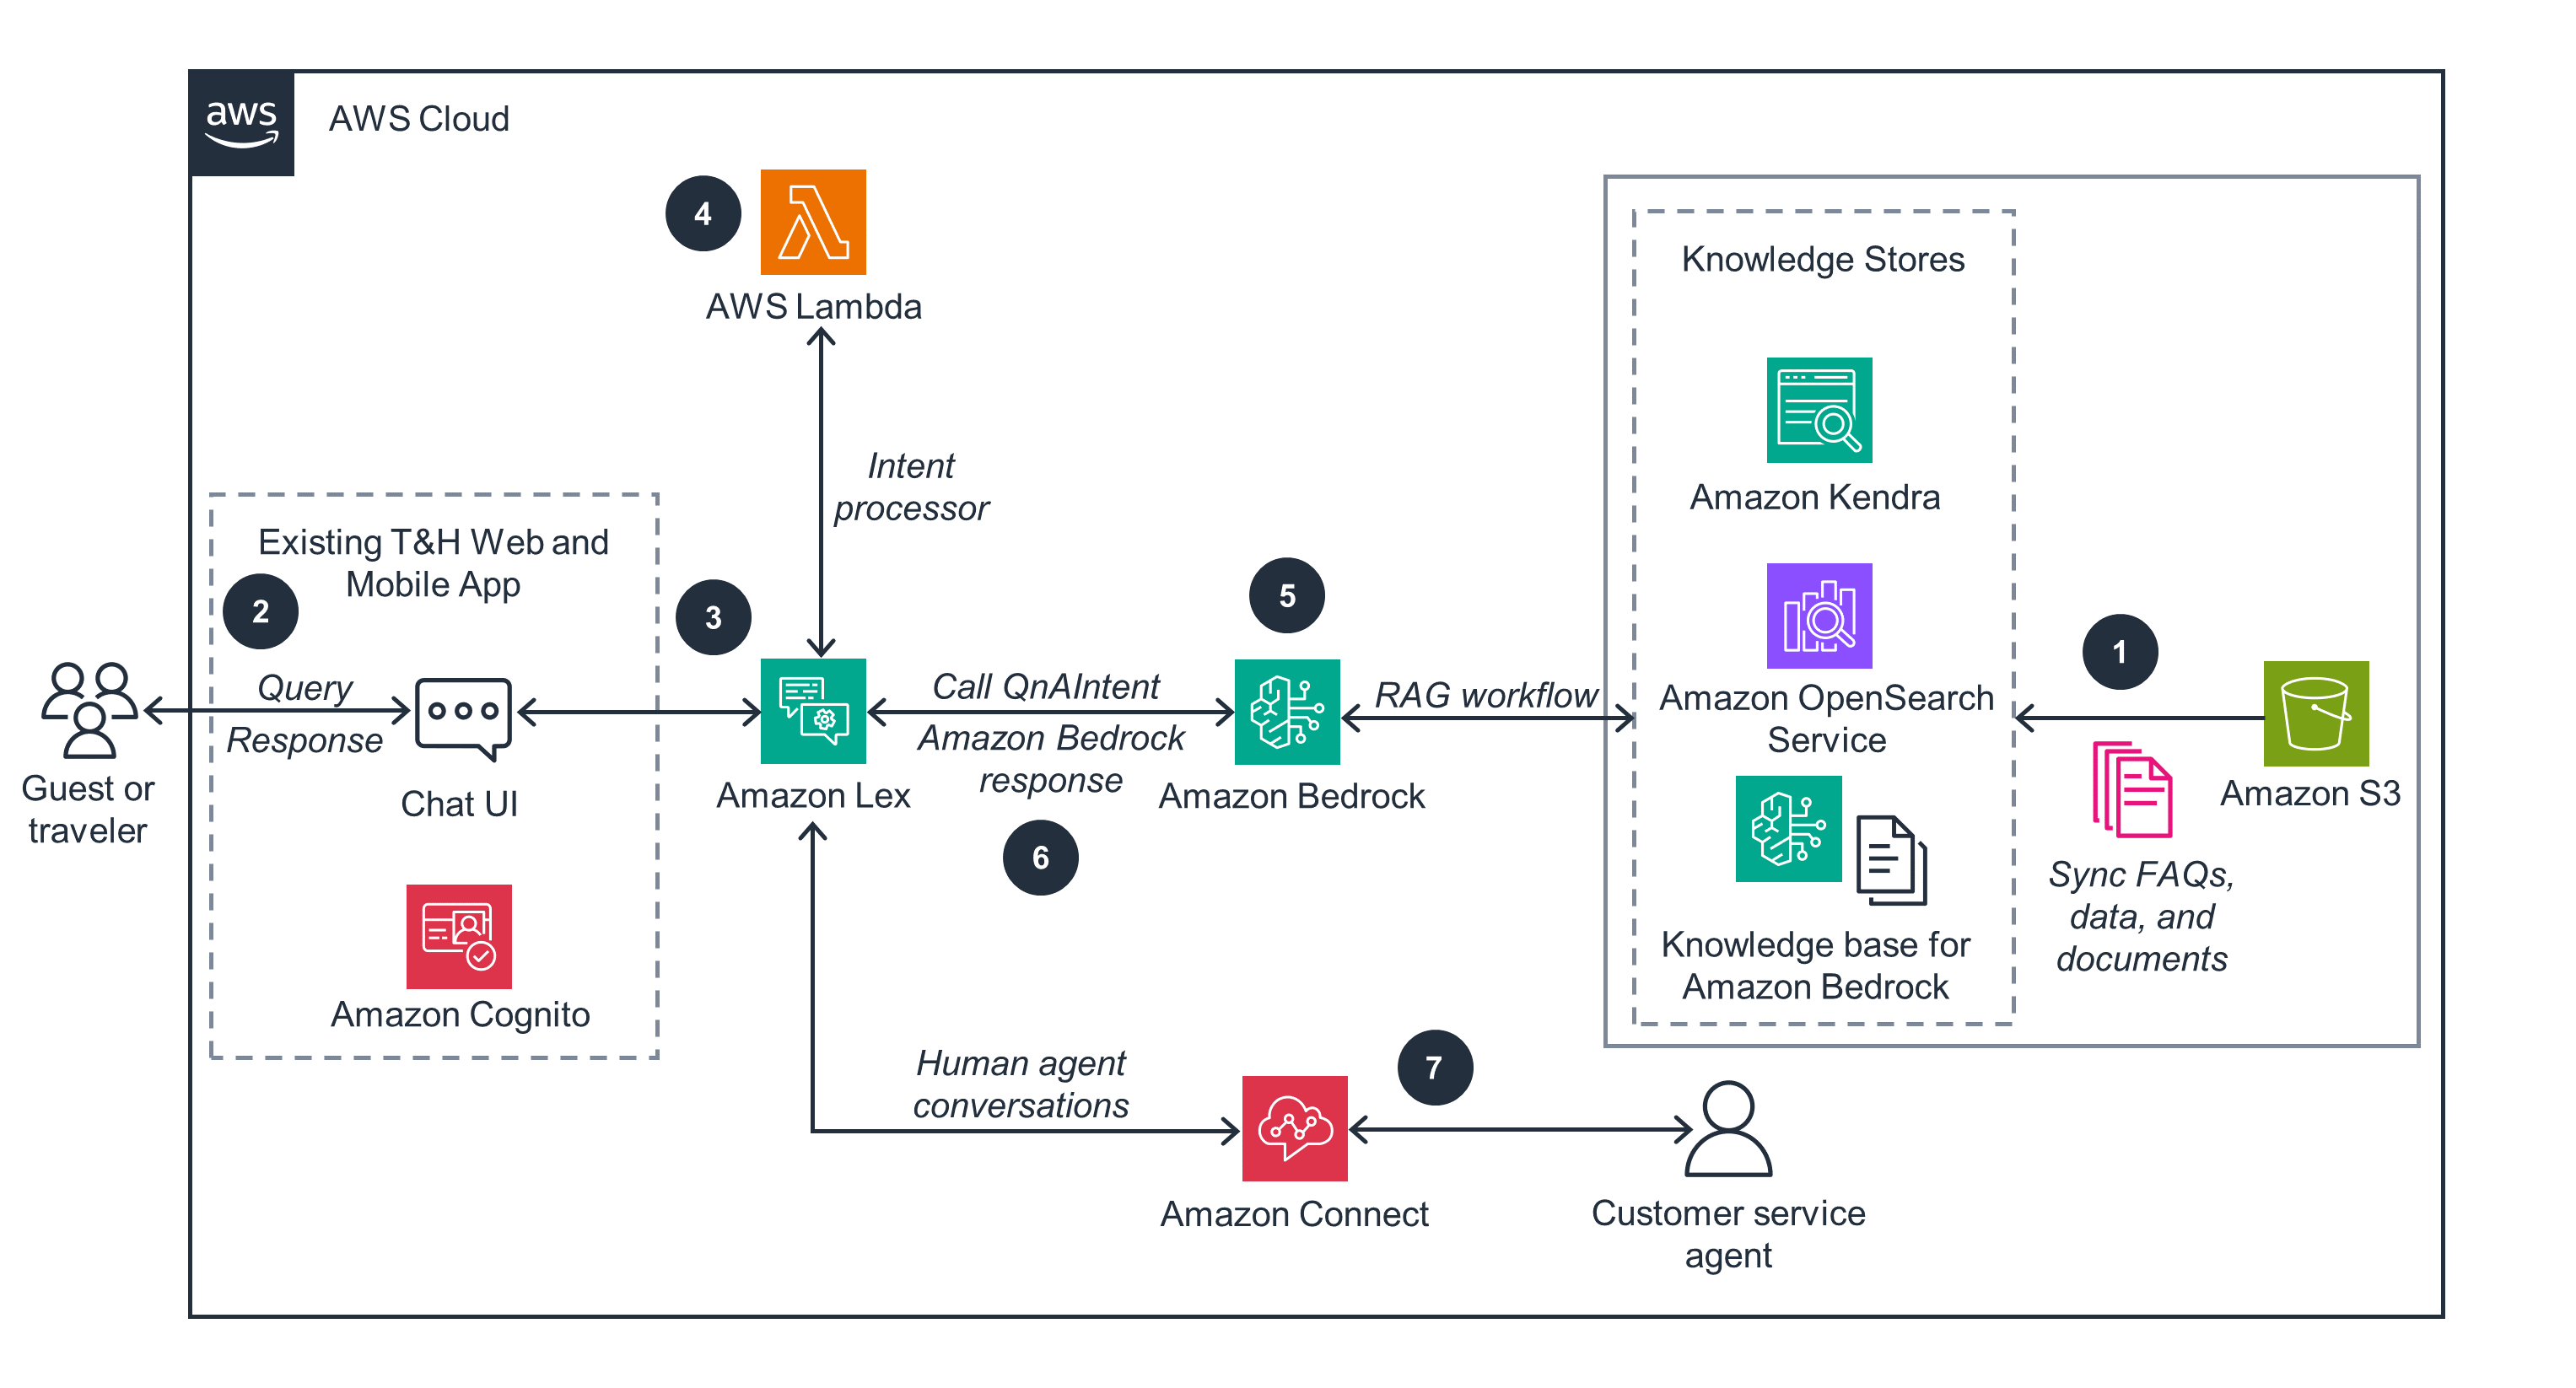 aws
AWS Cloud
4
AWS Lambda
Intent
processor
Existing T&H Web and
Mobile App
2
Query
Response
Guest or
traveler
Chat UI
Amazon Cognito
3
Amazon Lex
Call QnAIntent
Amazon Bedrock
response
6
5
Amazon Bedrock
RAG workflow
Knowledge Stores
Amazon Kendra
Amazon OpenSearch
Service
Knowledge base for
Amazon Bedrock
1
Amazon S3
Sync FAQs,
data, and
documents
Human agent
conversations
Amazon Connect
7
Customer service
agent